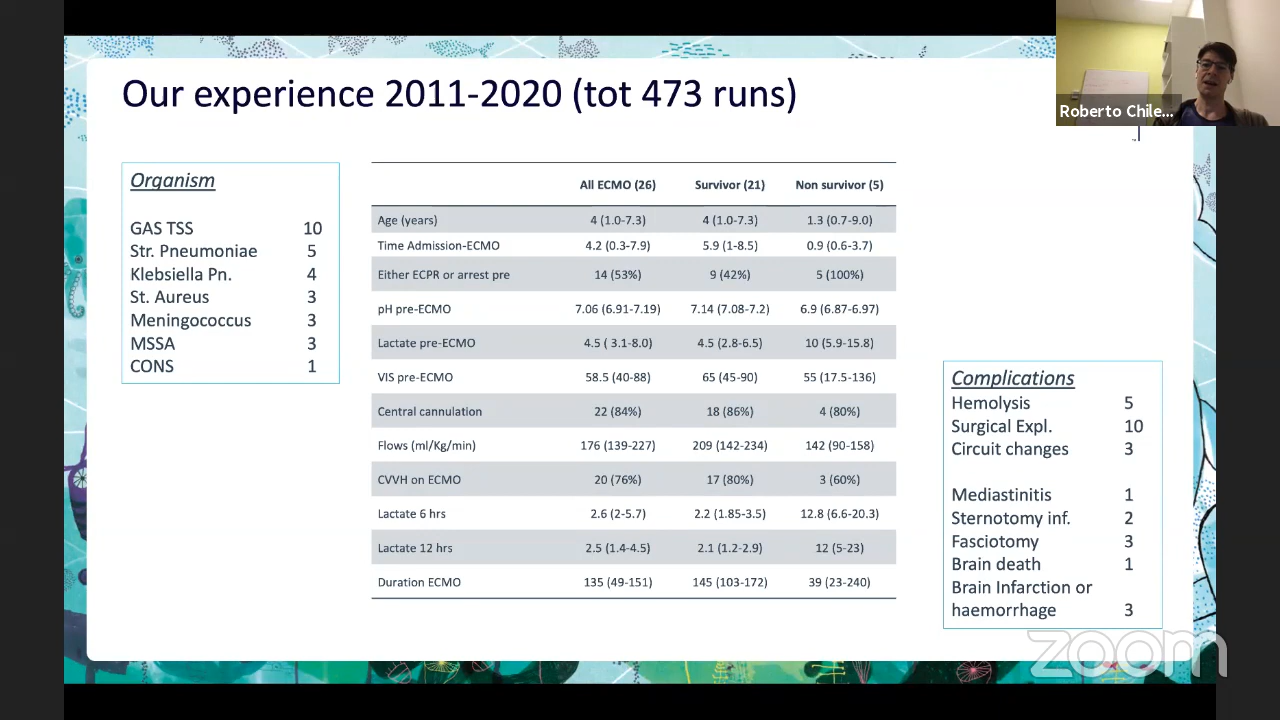 Our experience 2011-2020 (tot 473 runs)
Roberto Chile...
Organism
GAS TSS 10
Str. Pneumoniae 5
Klebsiella Pn. 4
St. Aureus 3
Meningococcus 3
MSSA 3
CONS 1
All ECMO (26) Survivor (21) Non survivor (5)
Age (years) 4 (1.0-7.3) 4 (1.0-7.3) 1.3 (0.7-9.0)
Time Admission-ECMO 4.2 (0.3-7.9) 5.9 (1-8.5) 0.9 (0.6-3.7)
Either ECPR or arrest pre 14 (53%) 9 (42%) 5 (100%)
pH pre-ECMO 7.06 (6.91-7.19) 7.14 (7.08-7.2) 6.9 (6.87-6.97)
Lactate pre-ECMO 4.5 ( 3.1-8.0) 4.5 (2.8-6.5) 10 (5.9-15.8)
VIS pre-ECMO 58.5 (40-88) 65 (45-90) 55 (17.5-136)
Central cannulation 22 (84%) 18 (86%) 4 (80%)
Flows (ml/Kg/min) 176 (139-227) 209 (142-234) 142 (90-158)
CVVH on ECMO 20 (76%) 17 (80%) 3 (60%)
Lactate 6 hrs 2.6 (2-5.7) 2.2 (1.85-3.5) 12.8 (6.6-20.3)
Lactate 12 hrs 2.5 (1.4-4.5) 2.1 (1.2-2.9) 12 (5-23)
Duration ECMO 135 (49-151) 145 (103-172) 39 (23-240)
Complications
Hemolysis 5
Surgical Expl. 10
Circuit changes 3
Mediastinitis 1
Sternotomy inf. 2
Fasciotomy 3
Brain death 1
Brain Infarction or
haemorrhage 3
zoom